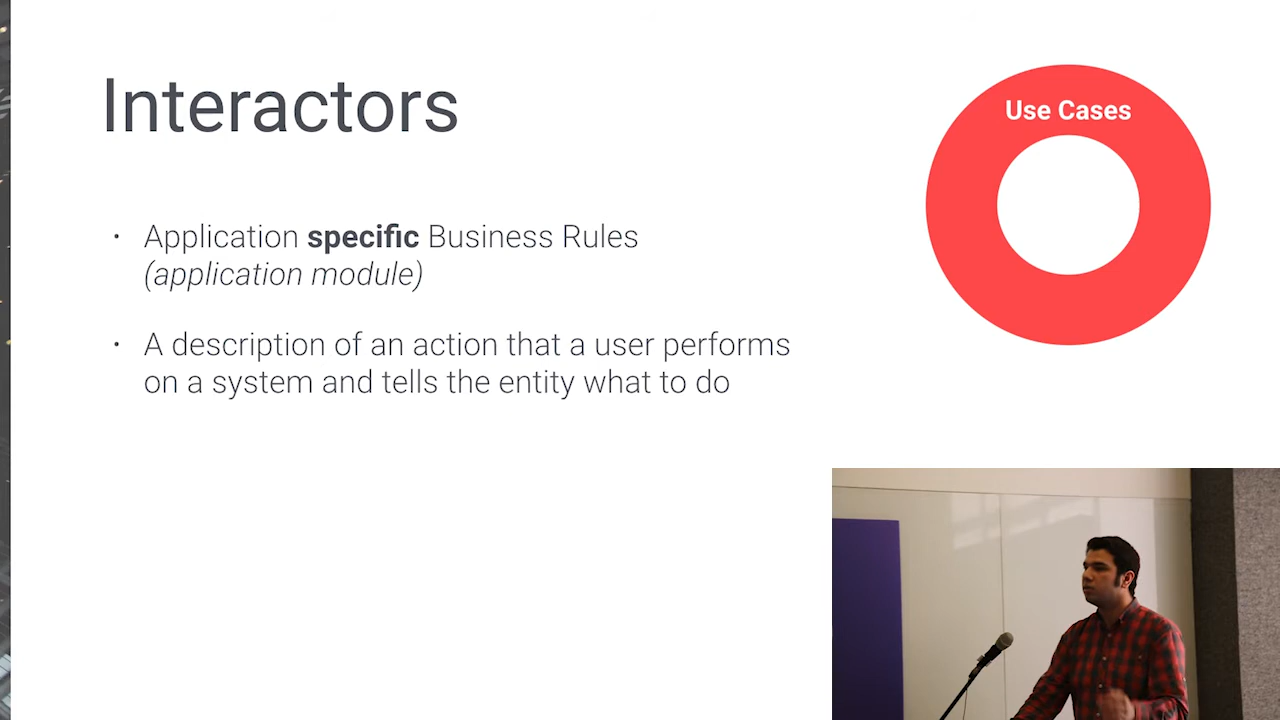 Interactors
Use Cases
· Application specific Business Rules
(application module)
· A description of an action that a user performs
on a system and tells the entity what to do